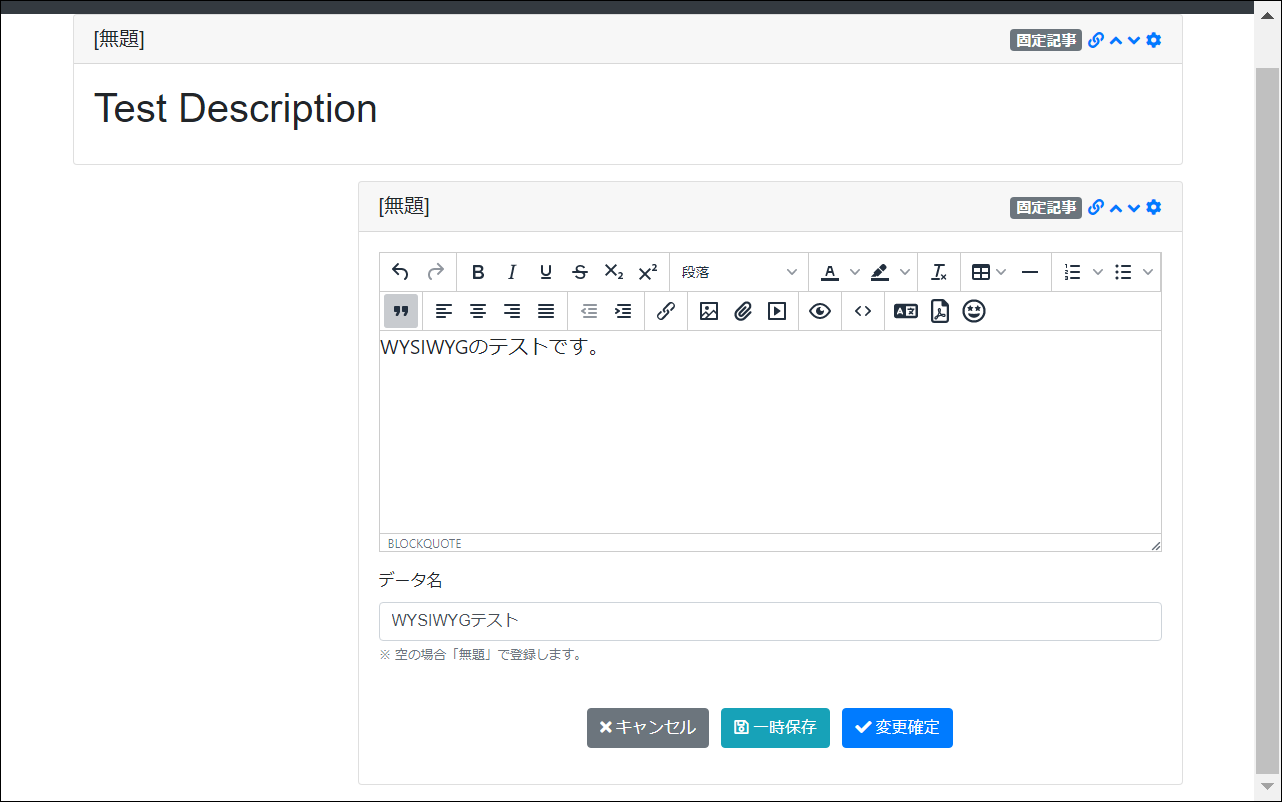 [無題]
固定記事
Test Description
[無題]
固定記事
段落
WYSIWYGのテストです。
BLOCKQUOTE
データ名
WYSIWYGテスト
※ 空の場合「無題」で登録します。
キャンセル
一時保存
変更確定